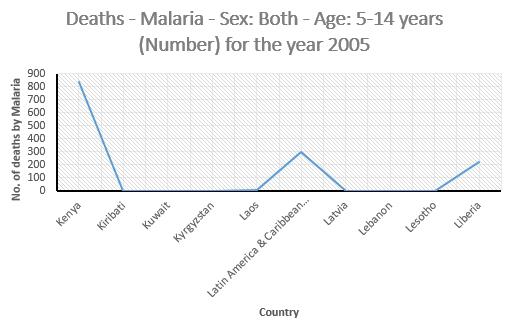 Deaths - Malaria - Sex: Both - Age: 5-14 years
(Number) for the year 2005
No. of deaths by Malaria
900
800
700
600
500
400
300
200
100
0
Kenya
Kiribati
Kuwait
Kyrgyzstan
Laos
Latin America & Caribbean...
Latvia
Lebanon
Lesotho
Liberia
Country